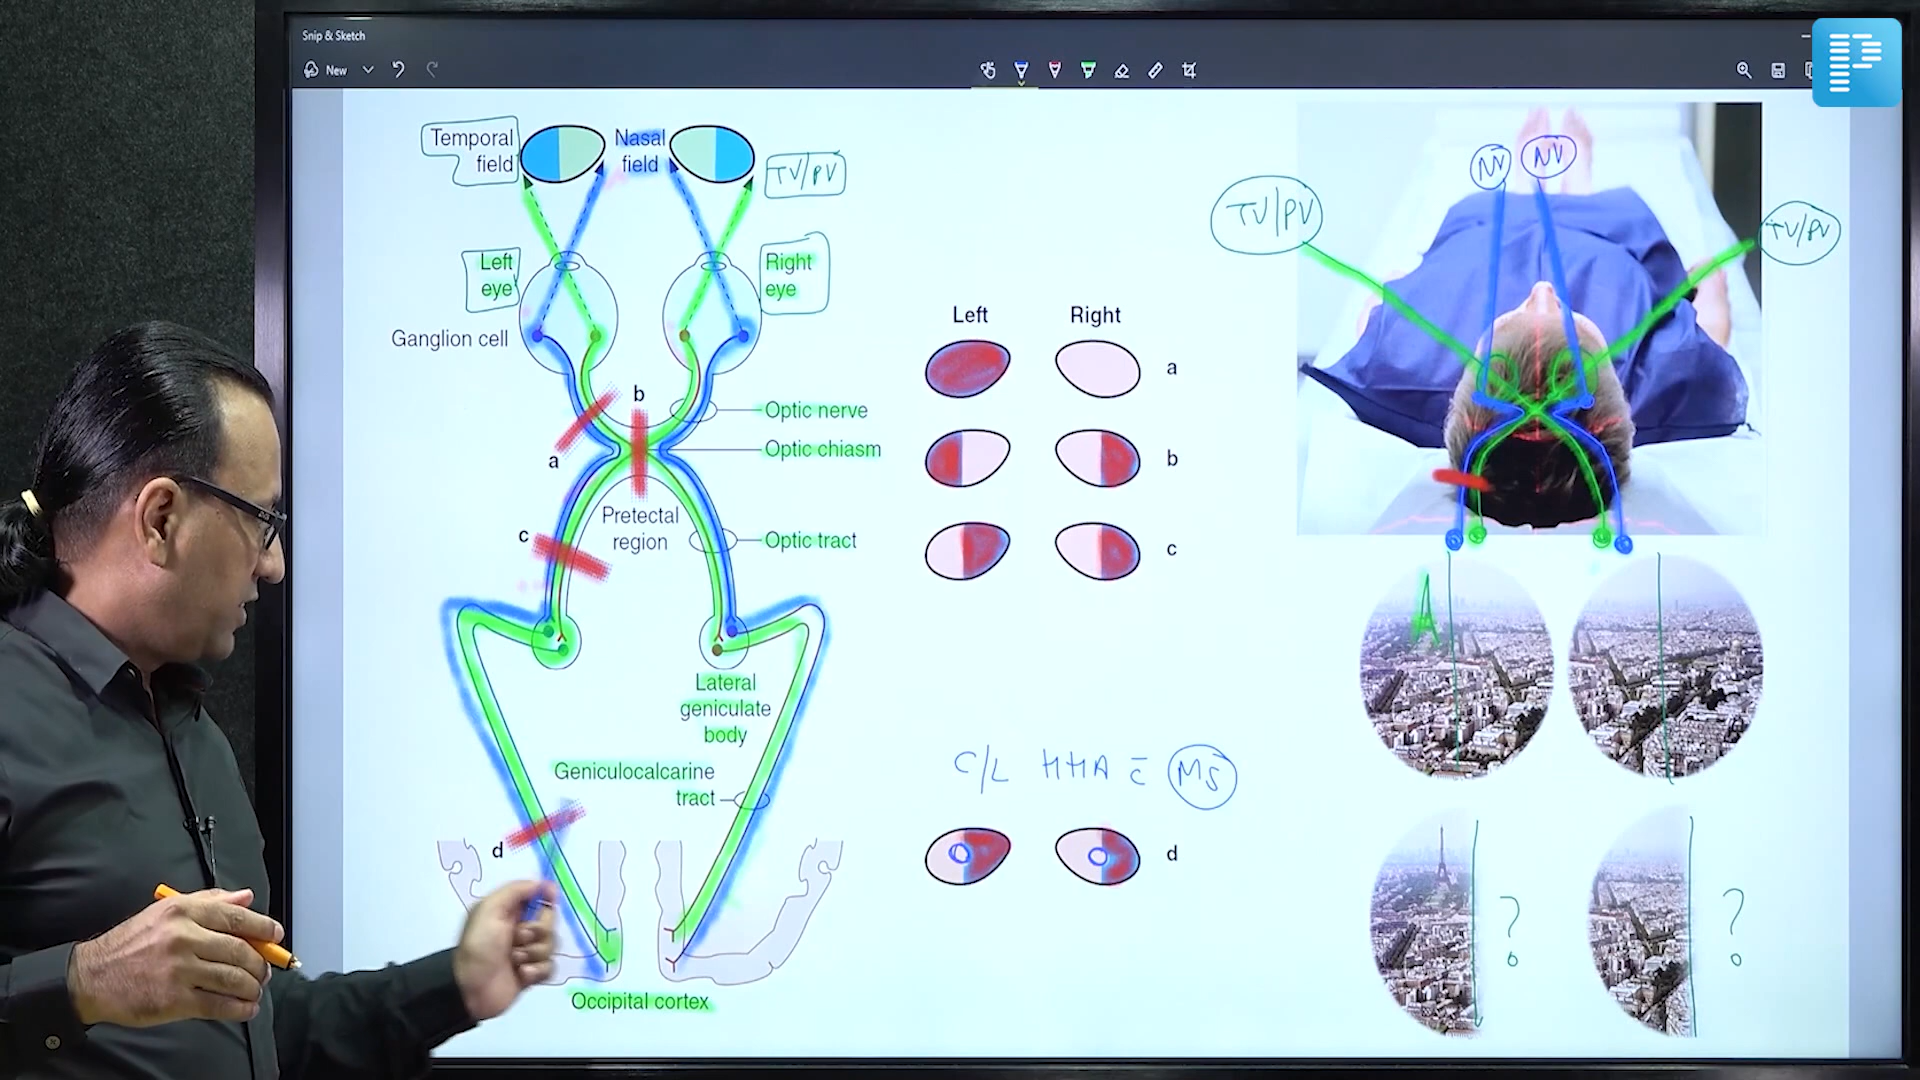 Snip & Sketch
New
Temporal
field
Nasal
field
TV/PV
Left
eye
Right
eye
Ganglion cell
b
Optic nerve
a
Optic chiasm
Pretectal
region
c
Optic tract
Lateral
geniculate
body
Geniculocalcarine
tract
d
Occipital cortex
Left
Right
a
b
c
C/L HHA c̄ MS
d
NV
NV
TV/PV
TV/PV
?
?
P